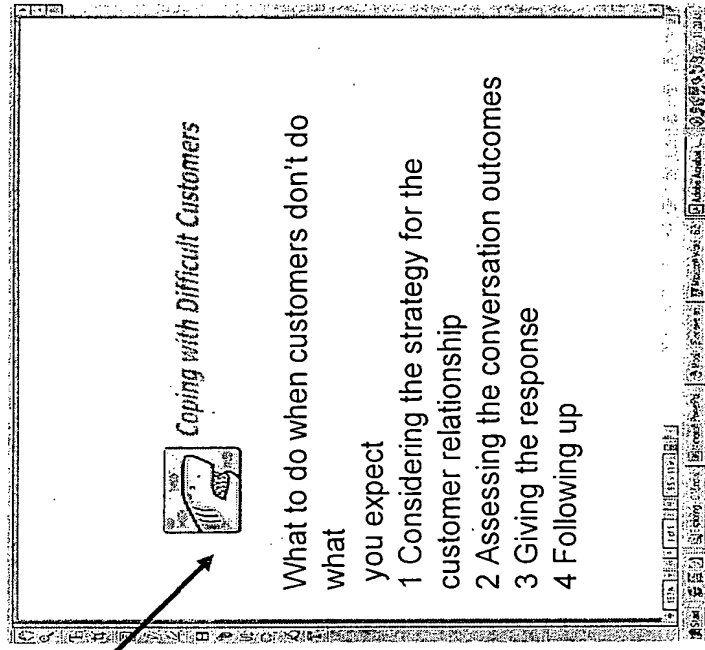 Coping with Difficult Customers
What to do when customers don't do
what
you expect
1 Considering the strategy for the
customer relationship
2 Assessing the conversation outcomes
3 Giving the response
4 Following up